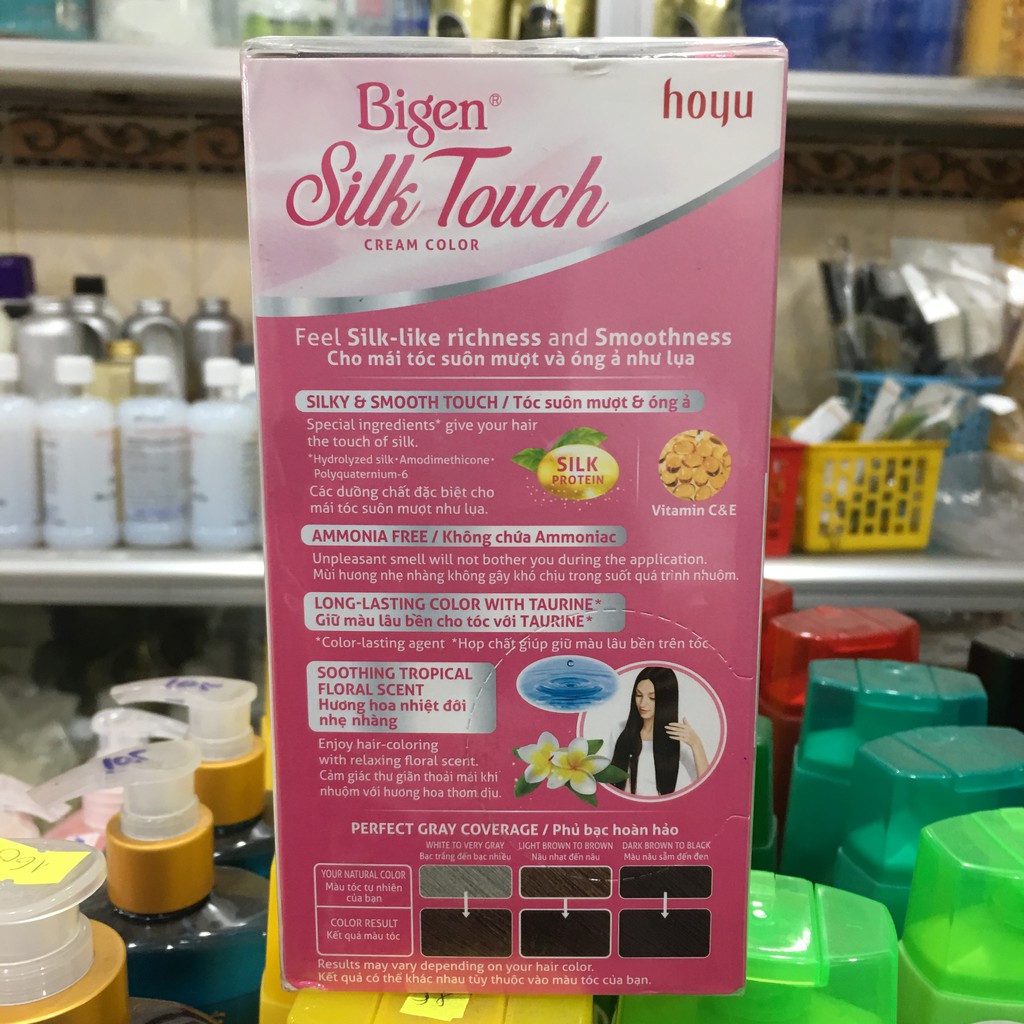 Bigen®
hoyu
Silk Touch
CREAM COLOR
Feel Silk-like richness and Smoothness
Cho mái tóc suôn mượt và óng ả như lụa
SILKY & SMOOTH TOUCH / Tóc suôn mượt & óng ả
Special ingredients* give your hair
the touch of silk.
*Hydrolyzed silk•Amodimethicone•
Polyquaternium-6
Các dưỡng chất đặc biệt cho
mái tóc suôn mượt như lụa.
SILK
PROTEIN
Vitamin C&E
AMMONIA FREE / Không chứa Ammoniac
Unpleasant smell will not bother you during the application.
Mùi hương nhẹ nhàng không gây khó chịu trong suốt quá trình nhuộm.
LONG-LASTING COLOR WITH TAURINE*
Giữ màu lâu bền cho tóc với TAURINE*
*Color-lasting agent *Hợp chất giúp giữ màu lâu bền trên tóc
SOOTHING TROPICAL
FLORAL SCENT
Hương hoa nhiệt đới
nhẹ nhàng
Enjoy hair-coloring
with relaxing floral scent.
Cảm giác thư giãn thoải mái khi
nhuộm với hương hoa thơm dịu.
PERFECT GRAY COVERAGE / Phủ bạc hoàn hảo
WHITE TO VERY GRAY
Bạc trắng đến bạc nhiều
LIGHT BROWN TO BROWN
Nâu nhạt đến nâu
DARK BROWN TO BLACK
Màu nâu sẫm đến đen
YOUR NATURAL COLOR
Màu tóc tự nhiên
của bạn
COLOR RESULT
Kết quả màu tóc
Results may vary depending on your hair color.
Kết quả có thể khác nhau tùy thuộc vào màu tóc của bạn.
105
105
160